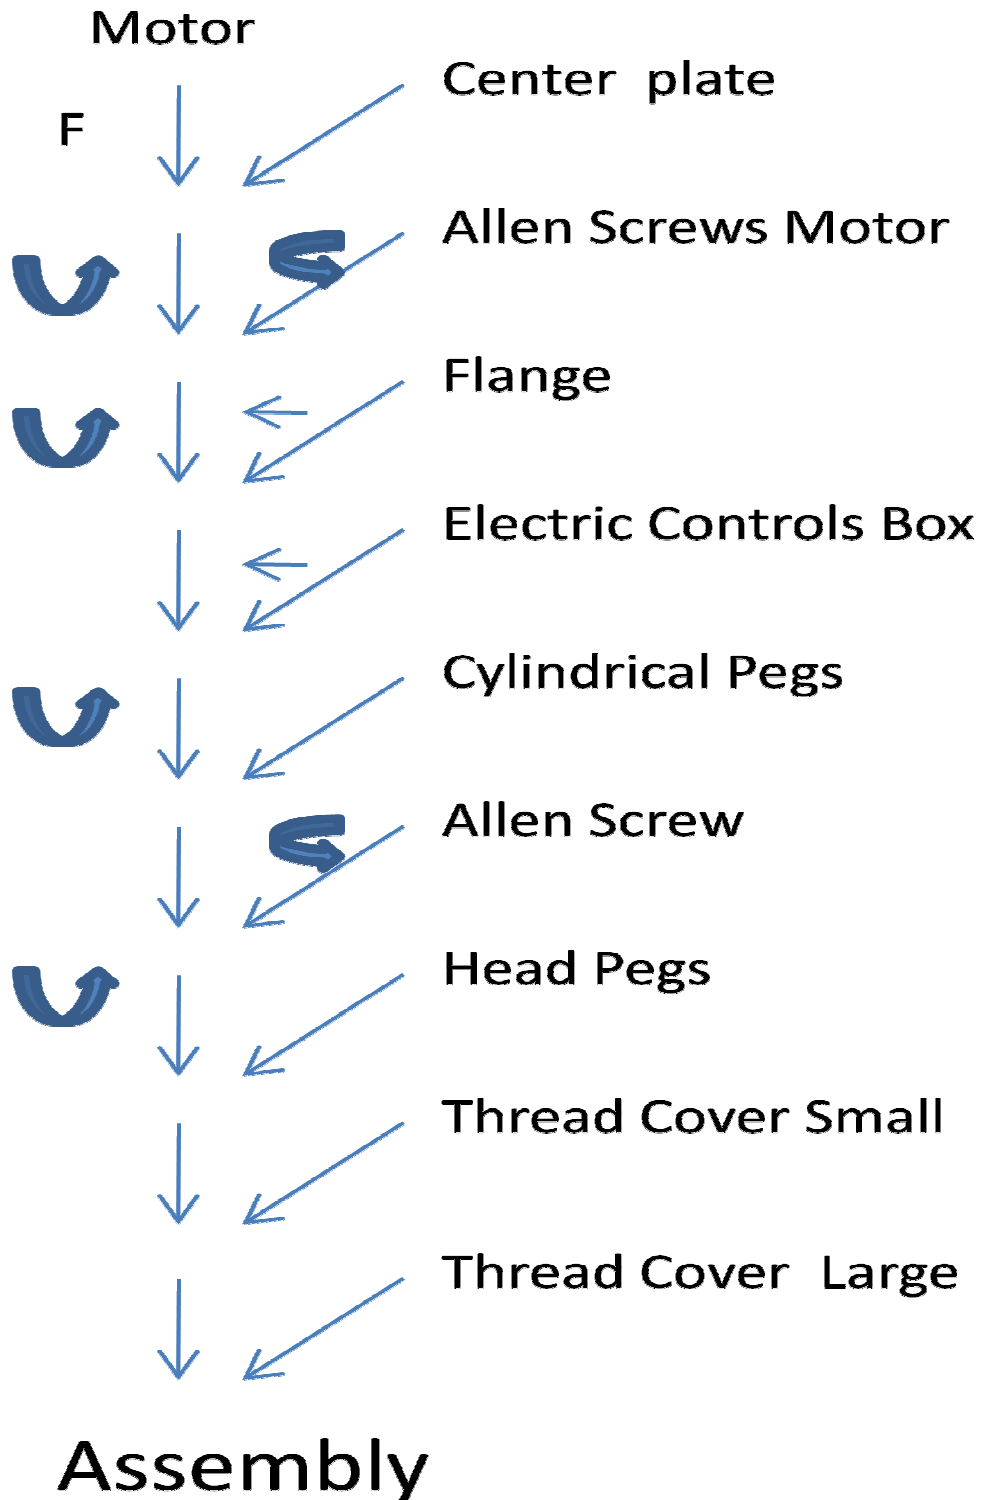 Motor
Center plate
F
Allen Screws Motor
Flange
Electric Controls Box
Cylindrical Pegs
Allen Screw
Head Pegs
Thread Cover Small
Thread Cover Large
Assembly